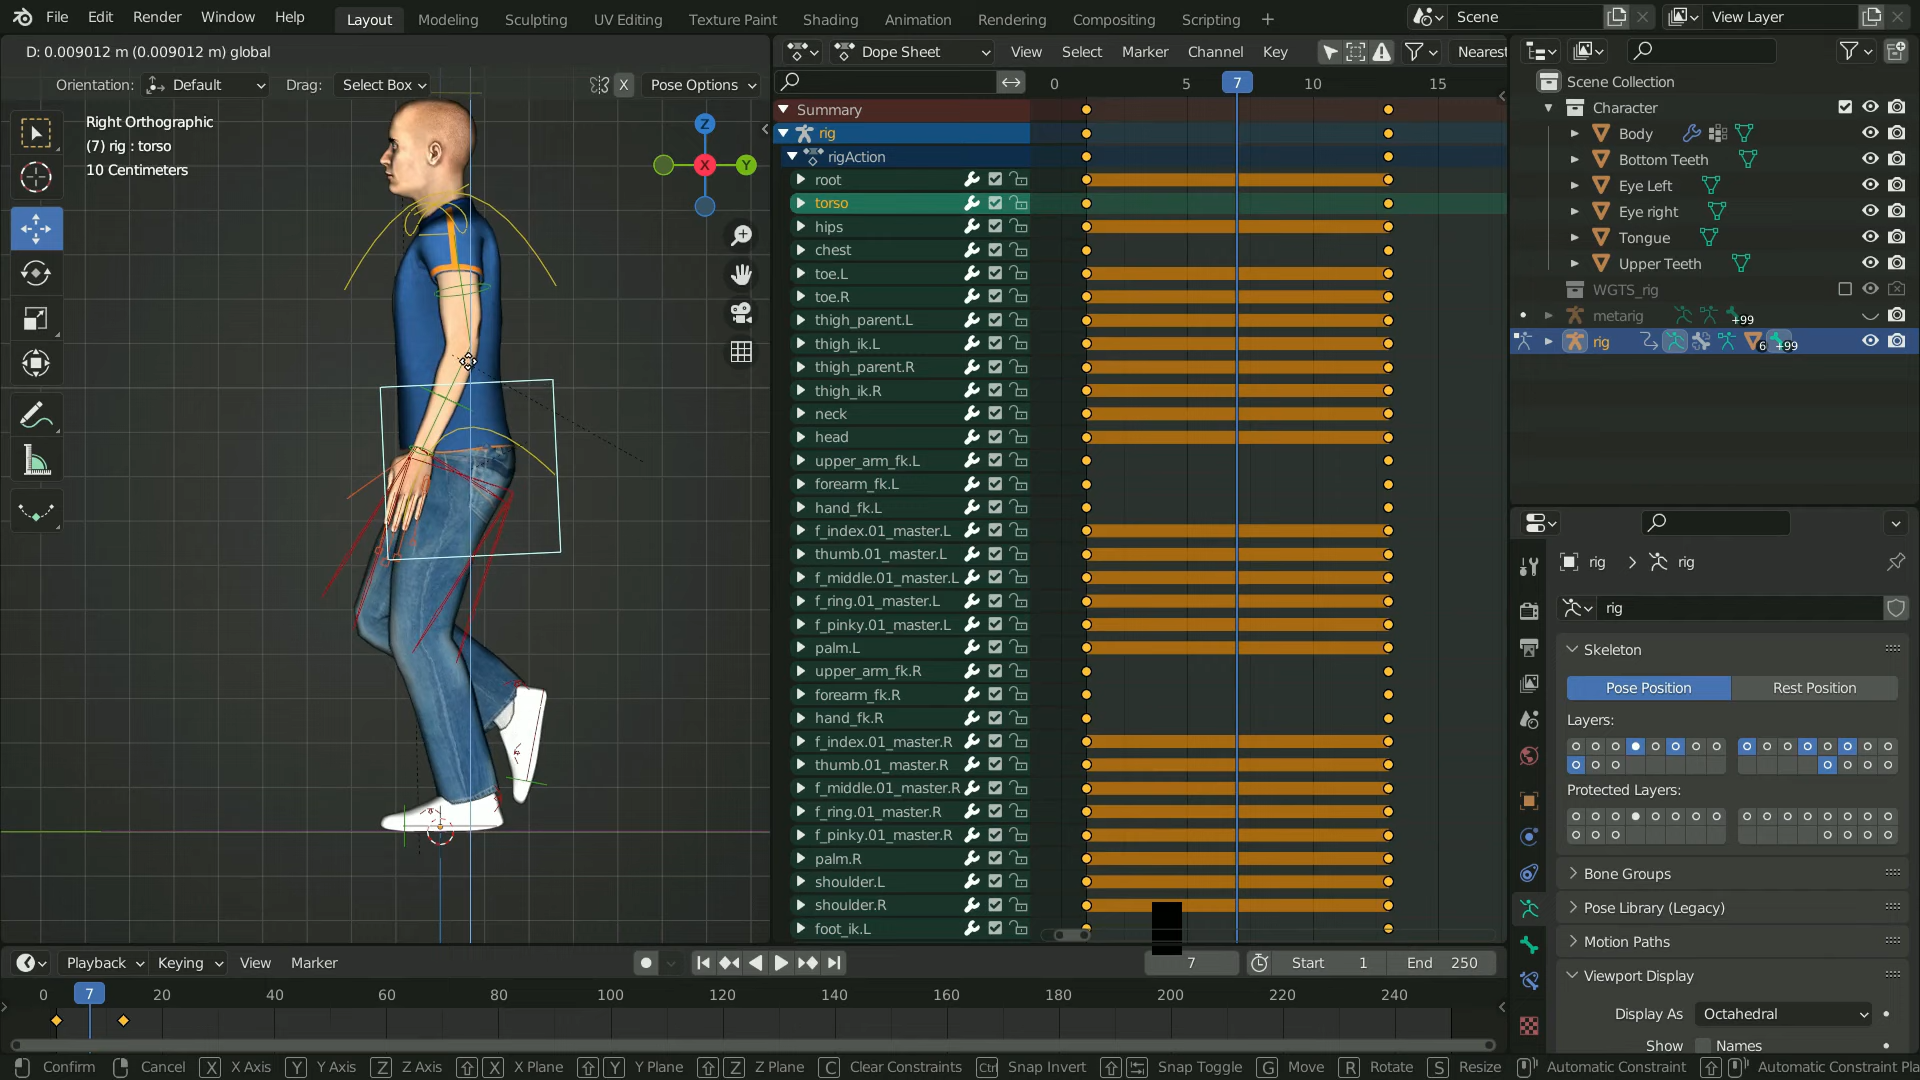 File Edit Render Window Help Layout Modeling Sculpting UV Editing Texture Paint Shading Animation Rendering Compositing Scripting + Scene View Layer
D: 0.009012 m (0.009012 m) global
Dope Sheet View Select Marker Channel Key Nearest
Orientation: Default Drag: Select Box X Pose Options
0 5 7 10 15
Right Orthographic
(7) rig : torso
10 Centimeters
Z
X
Y
Summary
rig
rigAction
root
torso
hips
chest
toe.L
toe.R
thigh_parent.L
thigh_ik.L
thigh_parent.R
thigh_ik.R
neck
head
upper_arm_fk.L
forearm_fk.L
hand_fk.L
f_index.01_master.L
thumb.01_master.L
f_middle.01_master.L
f_ring.01_master.L
f_pinky.01_master.L
palm.L
upper_arm_fk.R
forearm_fk.R
hand_fk.R
f_index.01_master.R
thumb.01_master.R
f_middle.01_master.R
f_ring.01_master.R
f_pinky.01_master.R
palm.R
shoulder.L
shoulder.R
foot_ik.L
Scene Collection
Character
Body
Bottom Teeth
Eye Left
Eye right
Tongue
Upper Teeth
WGTS_rig
metarig +99
rig 6 +99
rig > rig
rig
Skeleton
Pose Position Rest Position
Layers:
Protected Layers:
Bone Groups
Pose Library (Legacy)
Motion Paths
Viewport Display
Display As Octahedral
Show Names
Playback Keying View Marker 7 Start 1 End 250
0 7 20 40 60 80 100 120 140 160 180 200 220 240
Confirm Cancel X X Axis Y Y Axis Z Z Axis X X Plane Y Y Plane Z Z Plane C Clear Constraints Ctrl Snap Invert Snap Toggle G Move R Rotate S Resize Automatic Constraint Automatic Constraint Pla